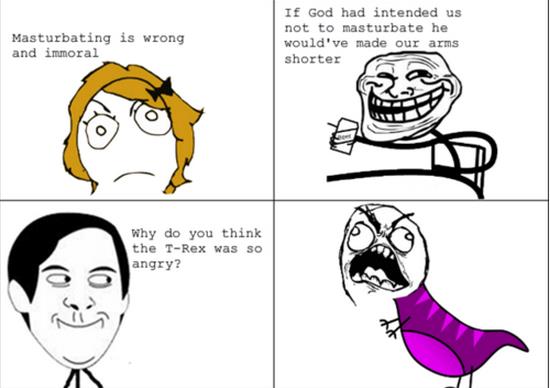 Masturbating is wrong
and immoral
If God had intended us
not to masturbate he
would've made our arms
shorter
Why do you think
the T-Rex was so
angry?